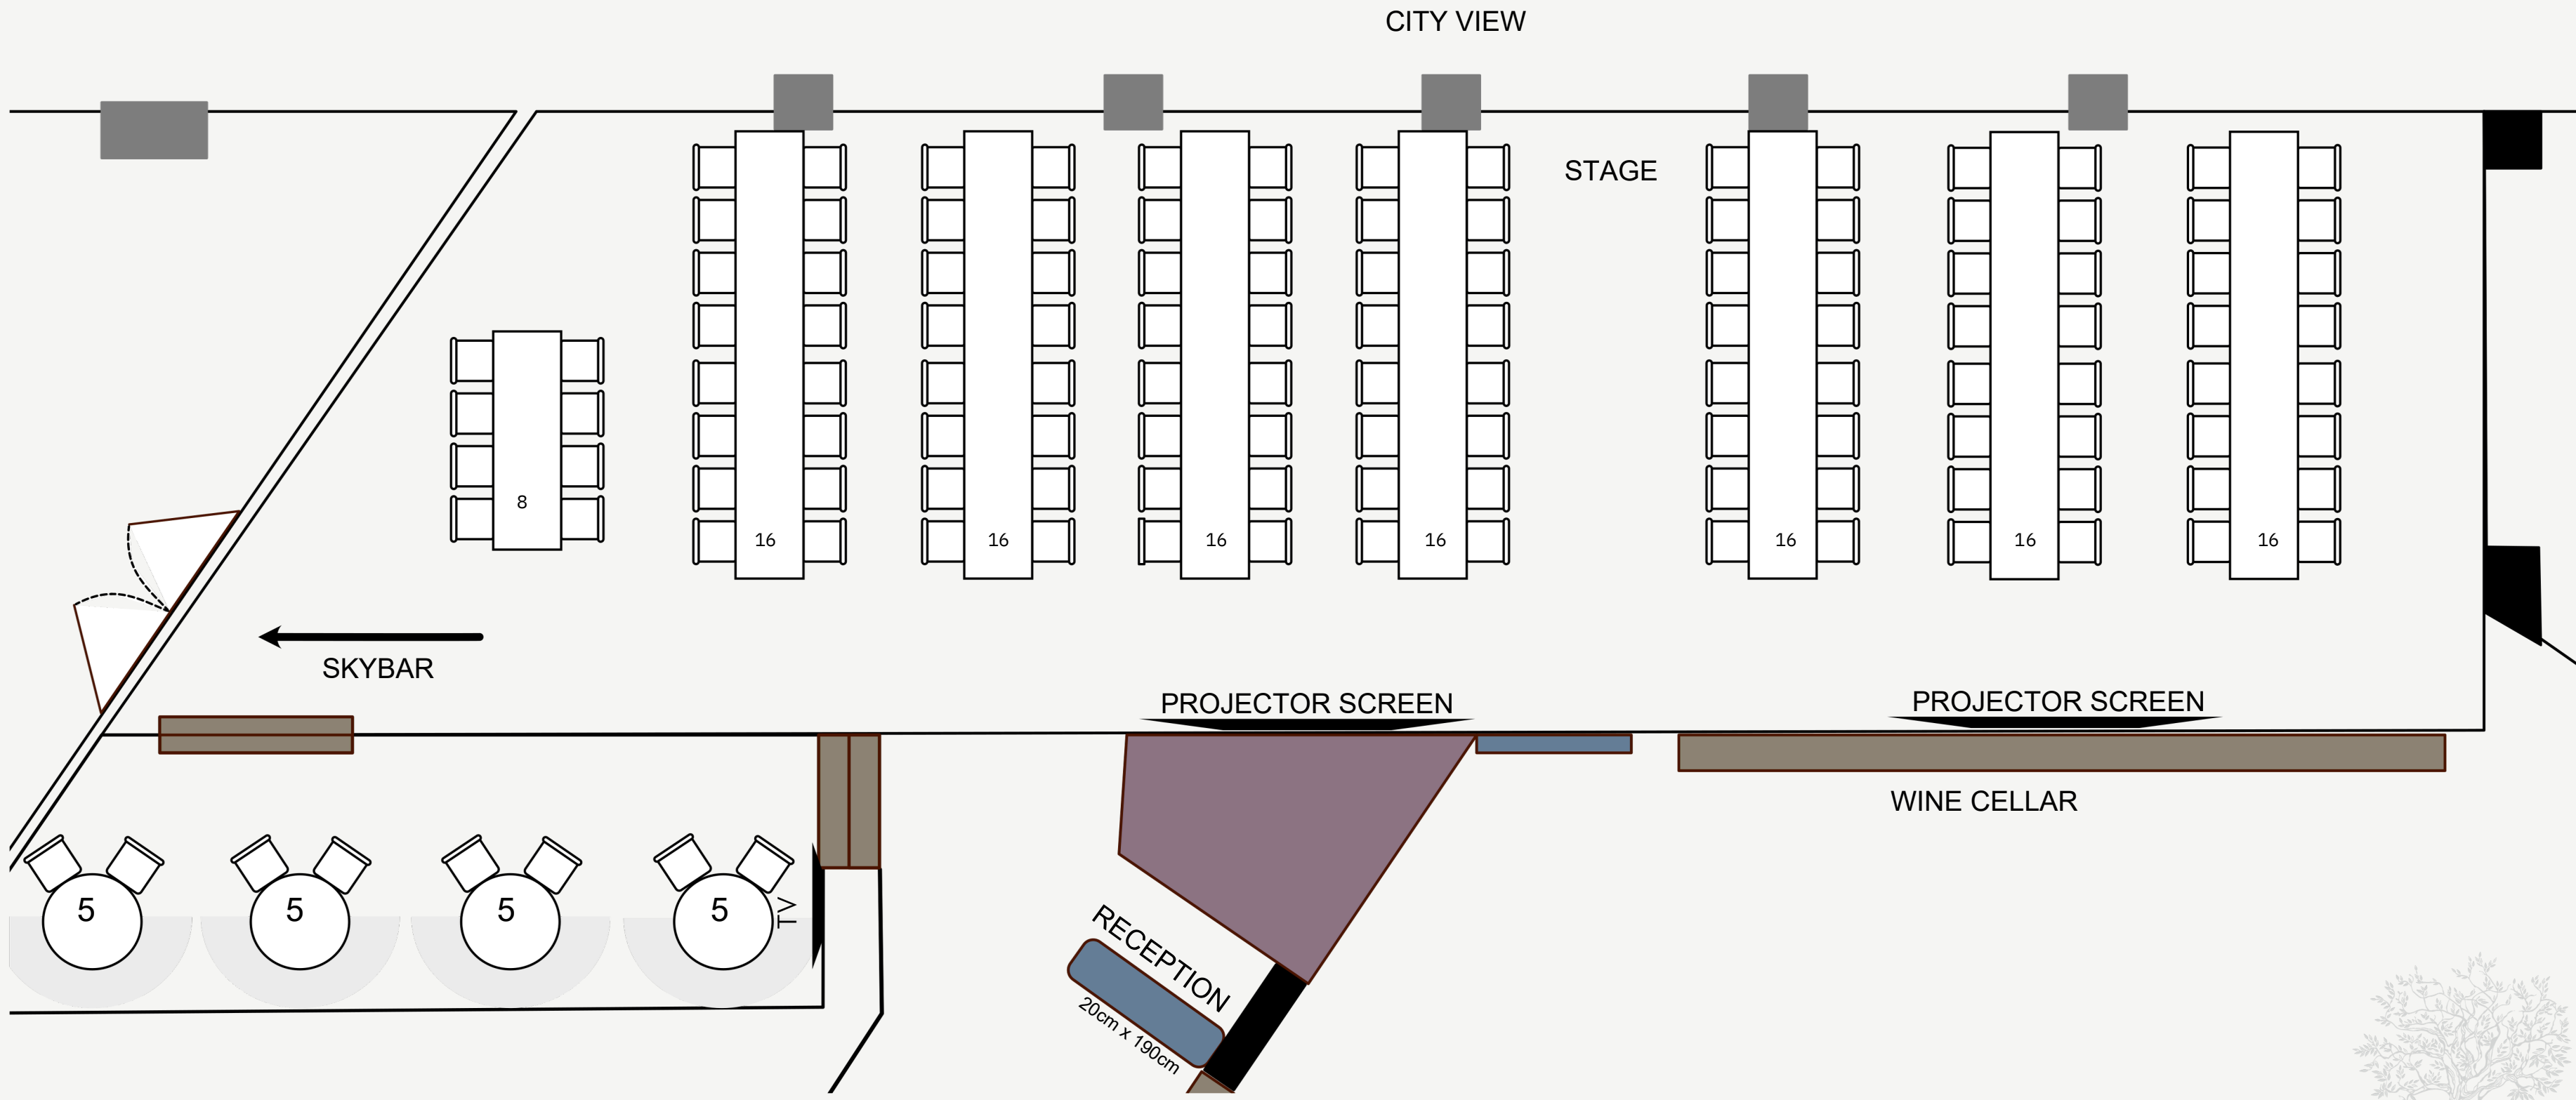 CITY VIEW
STAGE
8
16
16
16
16
16
16
16
SKYBAR
PROJECTOR SCREEN
PROJECTOR SCREEN
WINE CELLAR
5
5
5
5
TV
RECEPTION
20cm x 190cm